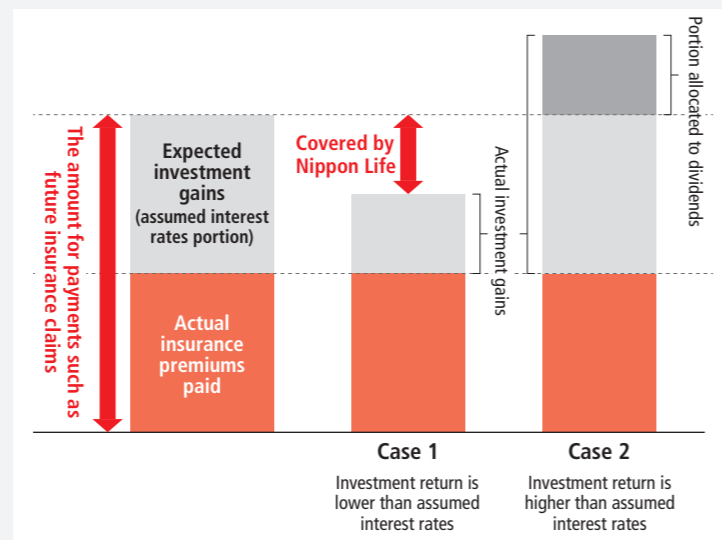 The amount for payments such as
future insurance claims
Expected
investment
gains
(assumed interest
rates portion)
Actual
insurance
premiums
paid
Covered by
Nippon Life
Actual investment gains
Portion allocated to dividends
Case 1
Investment return is
lower than assumed
interest rates
Case 2
Investment return is
higher than assumed
interest rates